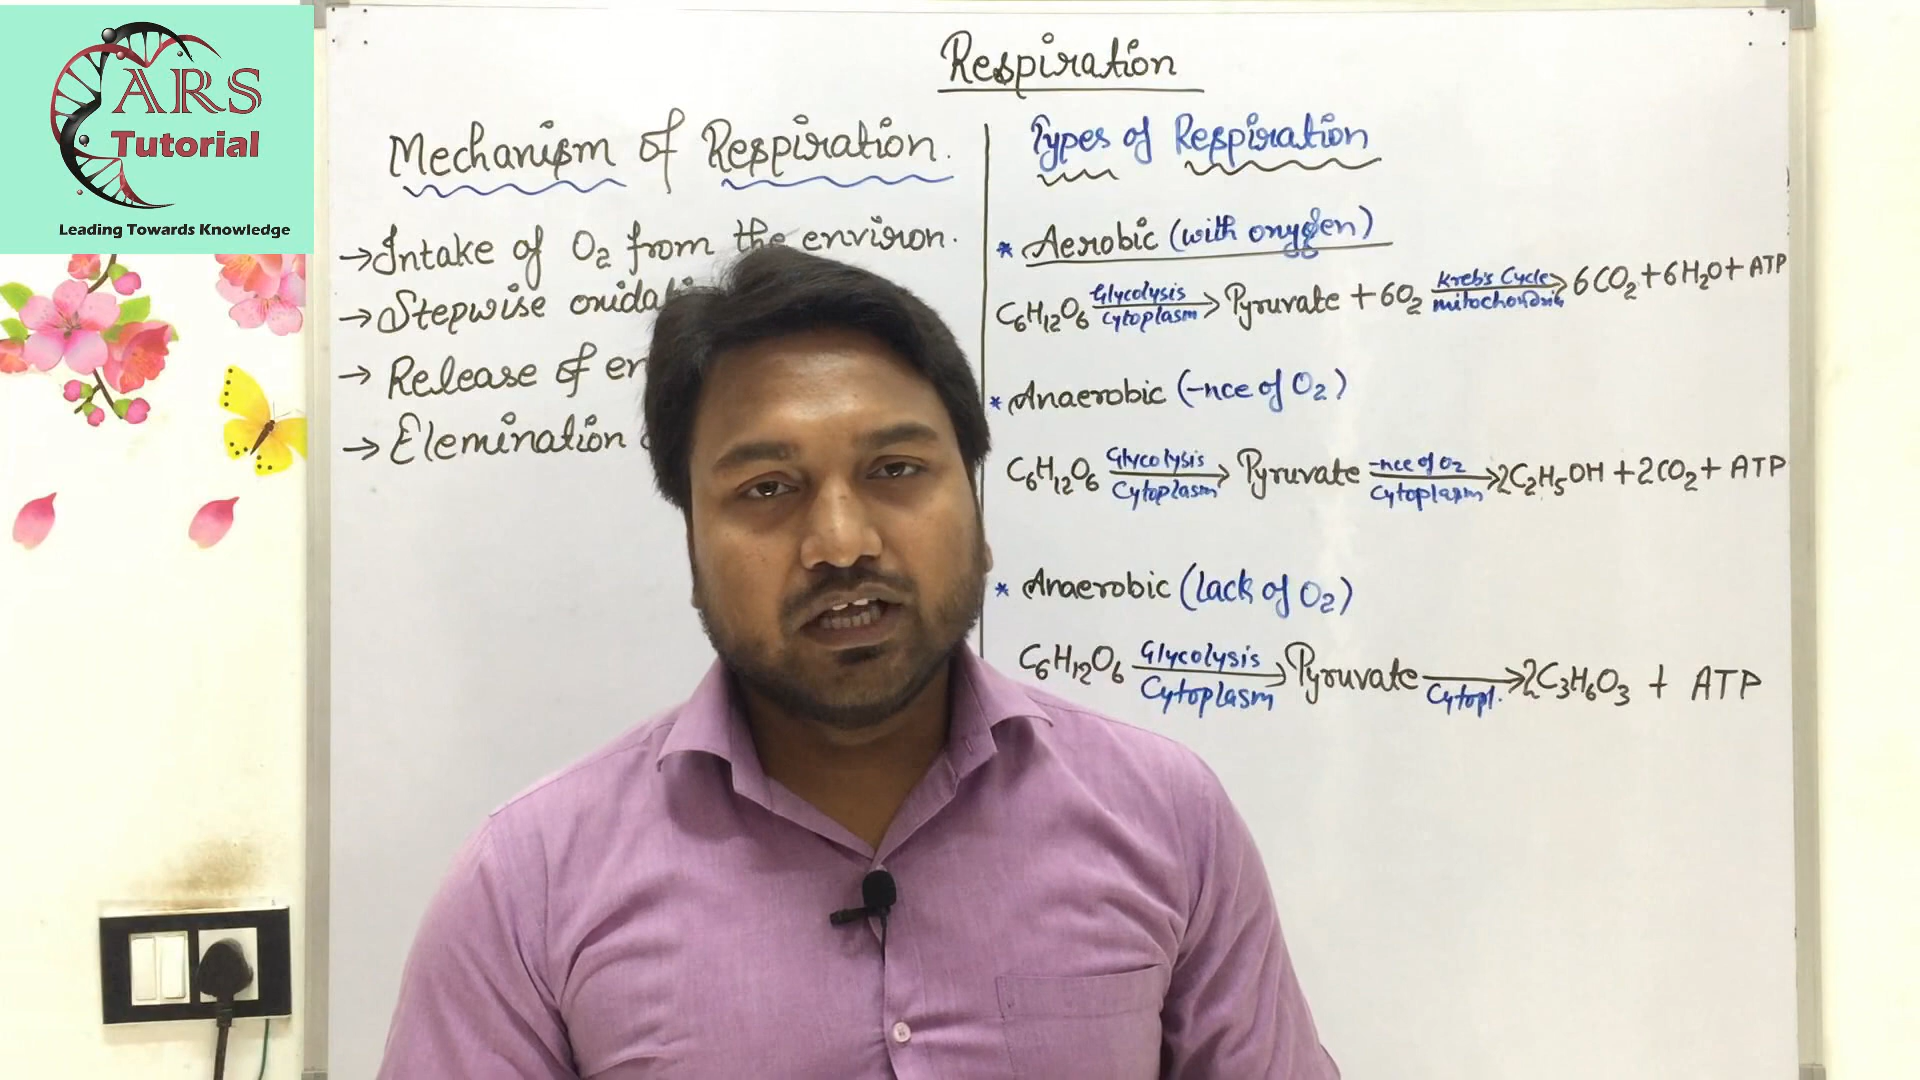 ARS
Tutorial
Leading Towards Knowledge
Respiration
Mechanism of Respiration.
→ Intake of O₂ from the environ.
→ Stepwise
→ Release of
→ Elemination
Types of Respiration
* Aerobic (with oxygen)
C₆H₁₂O₆ Glycolysis Cytoplasm → Pyruvate + 6O₂ Kreb's Cycle mitochondria → 6CO₂ + 6H₂O + ATP
* Anaerobic (-nce of O₂)
C₆H₁₂O₆ Glycolysis Cytoplasm → Pyruvate -nce of O₂ Cytoplasm → 2C₂H₅OH + 2CO₂ + ATP
* Anaerobic (lack of O₂)
C₆H₁₂O₆ Glycolysis Cytoplasm → Pyruvate Cytopl. → 2C₃H₆O₃ + ATP